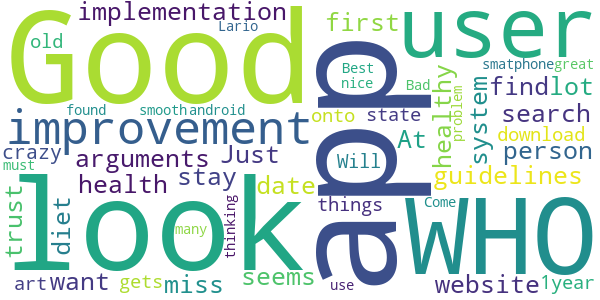 Good
app
user
look
WHO
improvement
implementation
Lario
old
first
Best
nice
Bad
healthy
problem
smatphone
great
find
lot
system
search
download
person
guidelines
found
smooth
android
onto
state
At
Will
crazy
arguments
Just
must
health
stay
date
things
trust
diet
many
thinking
Come
art
want
gets
miss
seems
use
website
1year